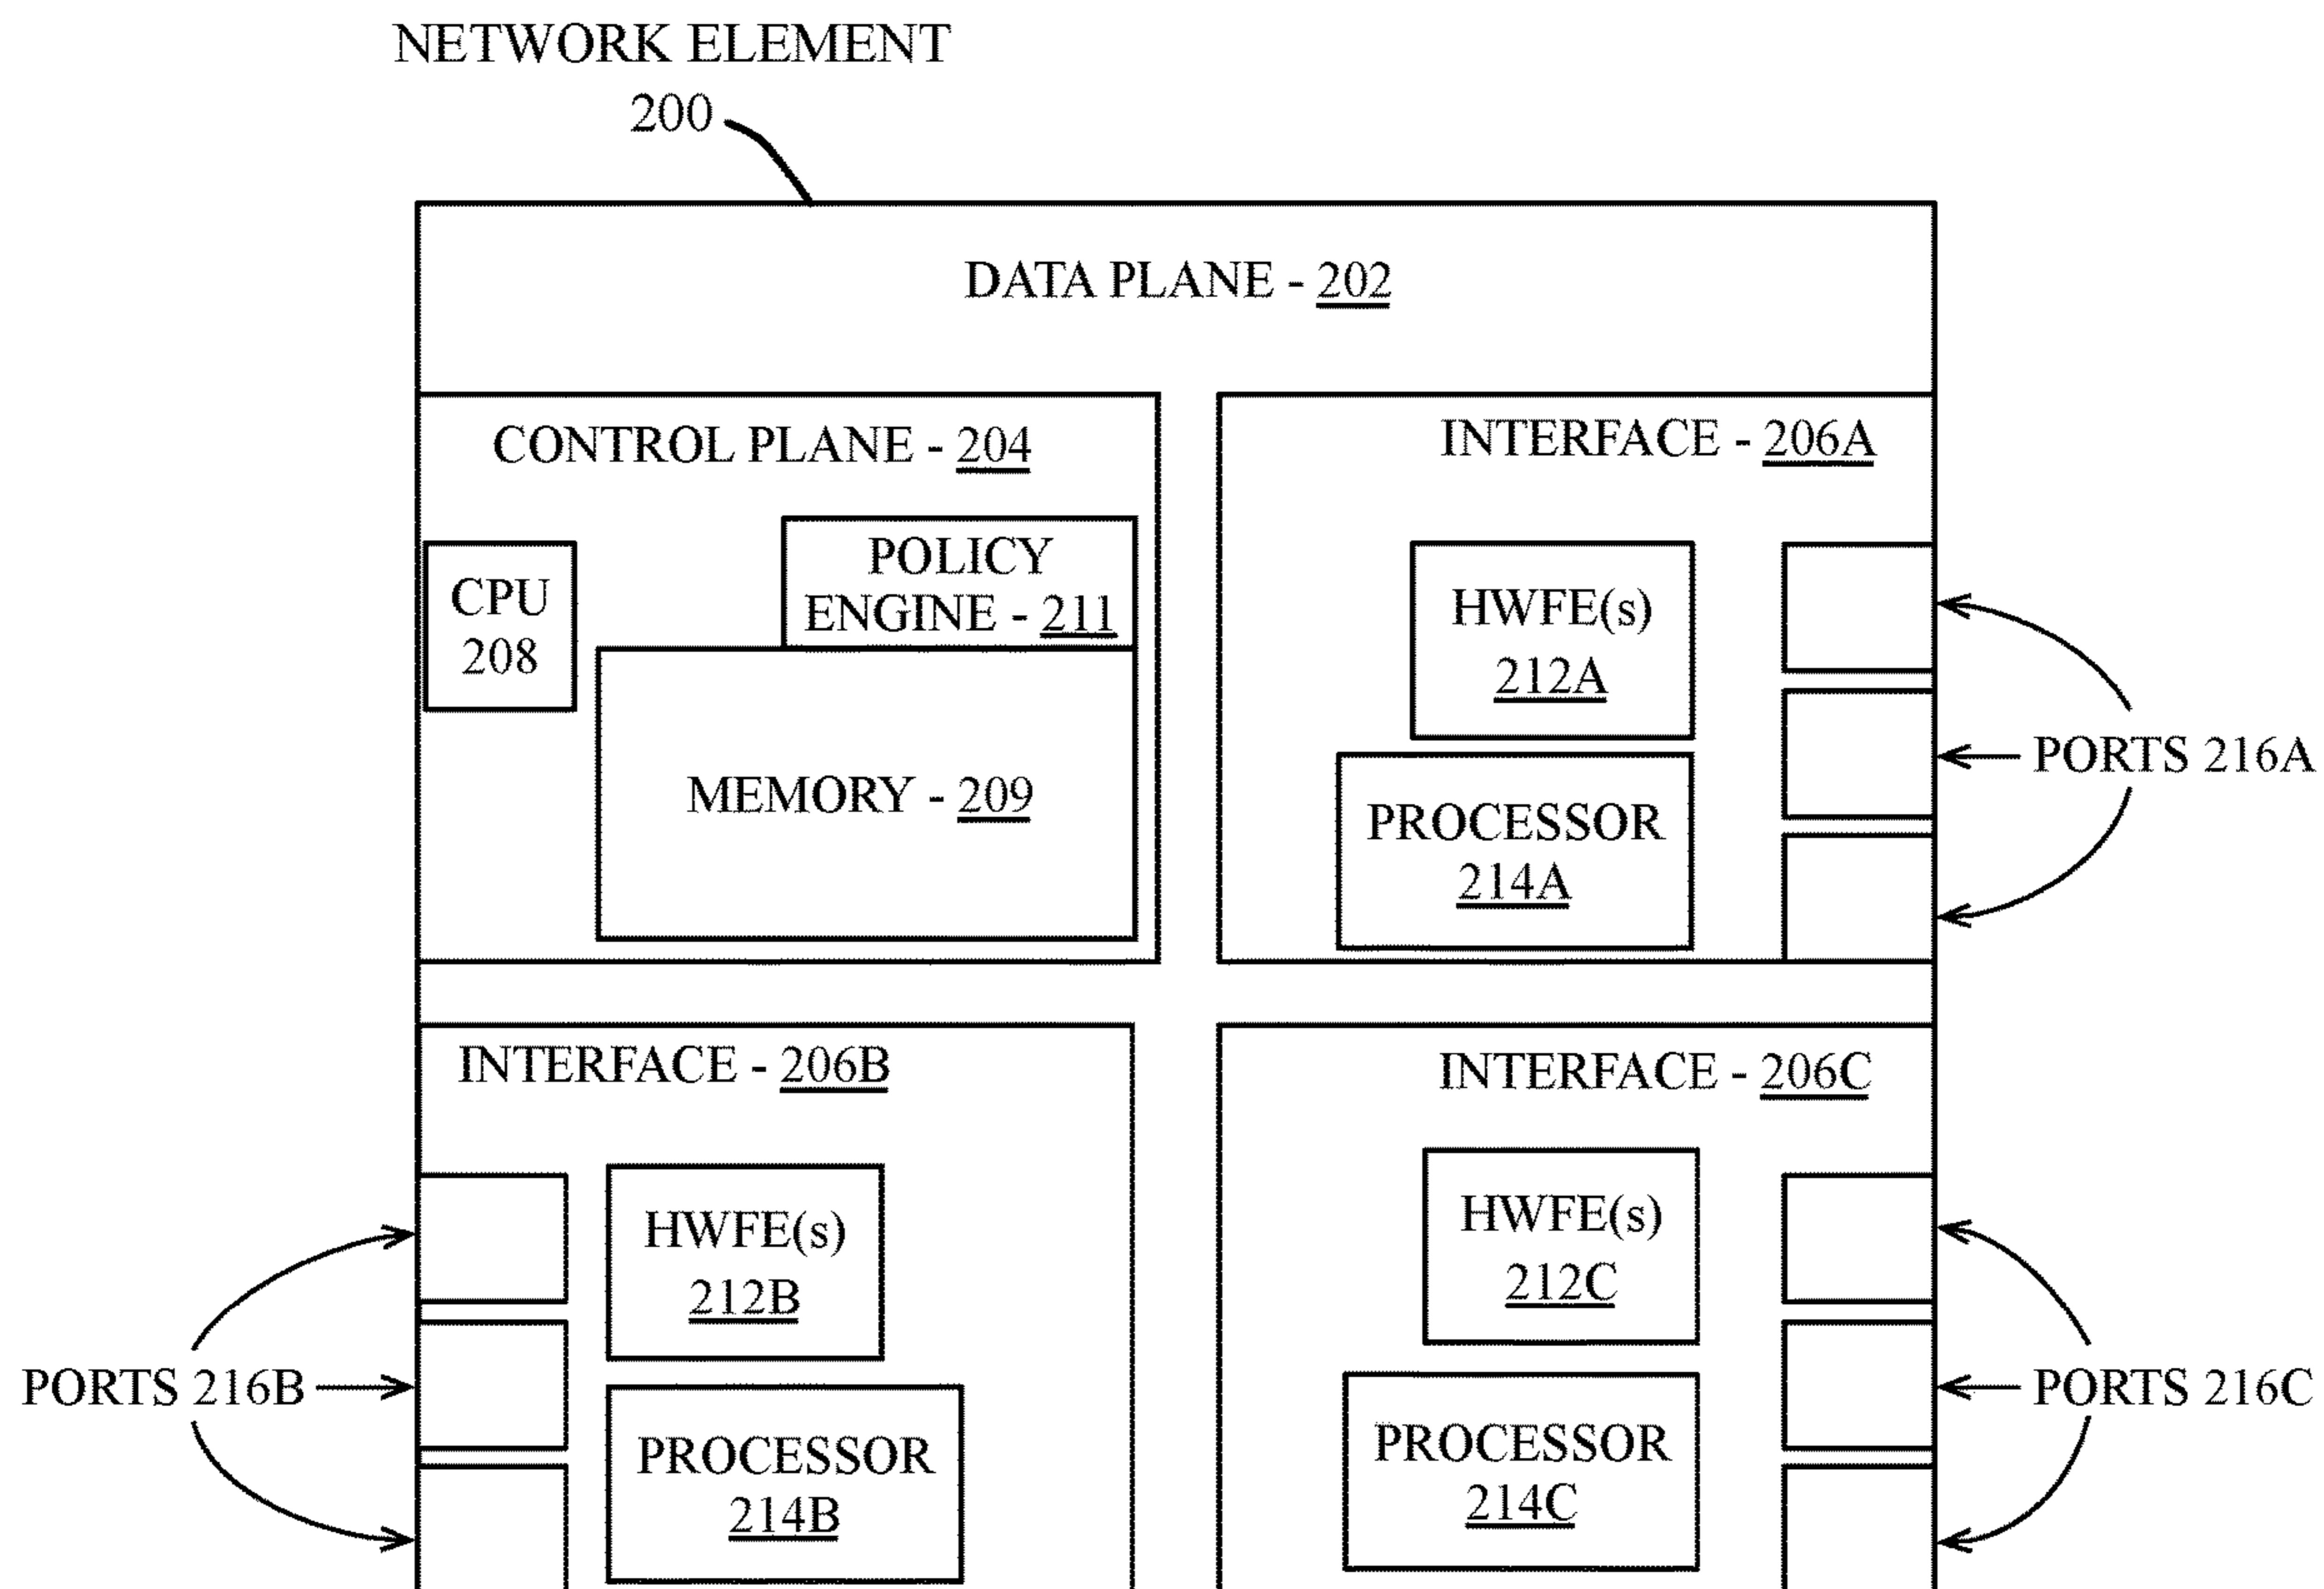 NETWORK ELEMENT
200
DATA PLANE - 202
CONTROL PLANE - 204
CPU
208
POLICY
ENGINE - 211
MEMORY - 209
INTERFACE - 206A
HWFE(s)
212A
PROCESSOR
214A
PORTS 216A
INTERFACE - 206B
HWFE(s)
212B
PROCESSOR
214B
PORTS 216B
INTERFACE - 206C
HWFE(s)
212C
PROCESSOR
214C
PORTS 216C